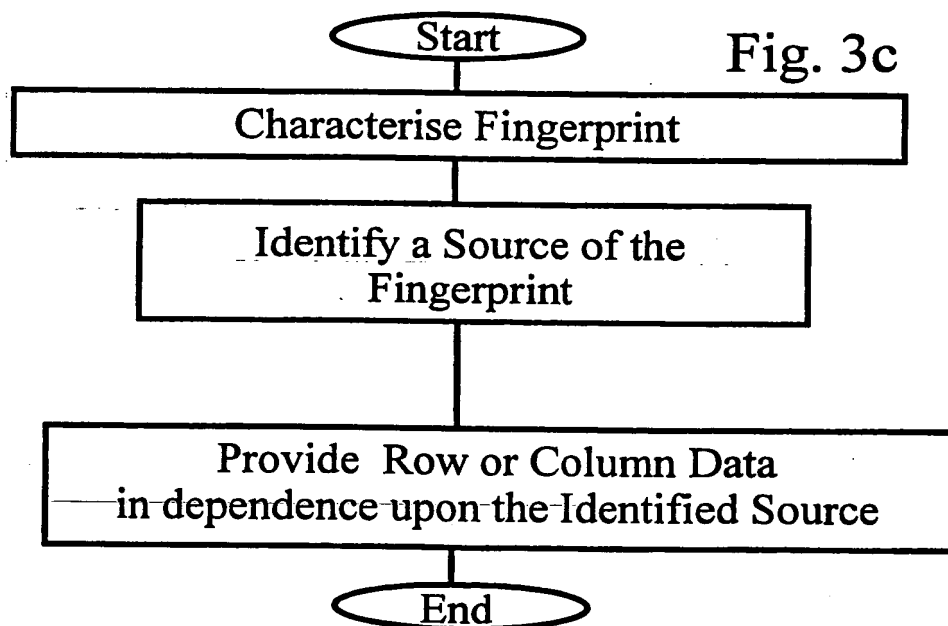 Start
Fig. 3c
Characterise Fingerprint
Identify a Source of the
Fingerprint
Provide Row or Column Data
in dependence upon the Identified Source
End